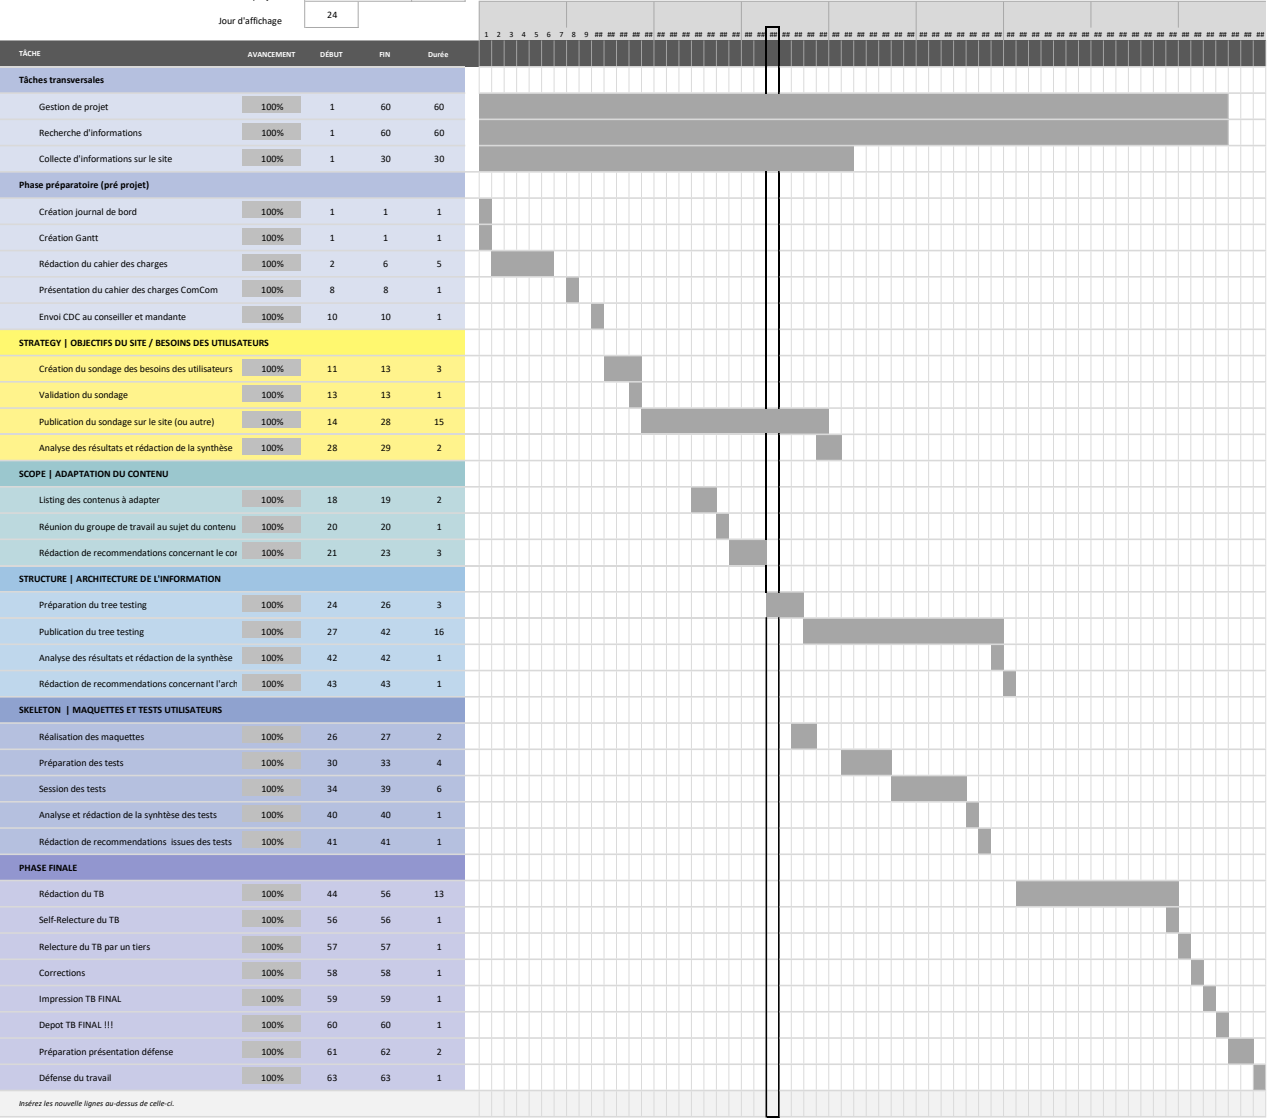 Jour d'affichage 24
1 2 3 4 5 6 7 8 9 ## ## ## ## ## ## ## ## ## ## ## ## ## ## ## ## ## ## ## ## ## ## ## ## ## ## ## ## ## ## ## ## ## ## ## ## ## ## ## ## ## ## ## ## ## ## ## ## ## ## ## ## ## ##
TÂCHE AVANCEMENT DÉBUT FIN Durée
Tâches transversales
Gestion de projet 100% 1 60 60
Recherche d'informations 100% 1 60 60
Collecte d'informations sur le site 100% 1 30 30
Phase préparatoire (pré projet)
Création journal de bord 100% 1 1 1
Création Gantt 100% 1 1 1
Rédaction du cahier des charges 100% 2 6 5
Présentation du cahier des charges ComCom 100% 8 8 1
Envoi CDC au conseiller et mandante 100% 10 10 1
STRATEGY | OBJECTIFS DU SITE / BESOINS DES UTILISATEURS
Création du sondage des besoins des utilisateurs 100% 11 13 3
Validation du sondage 100% 13 13 1
Publication du sondage sur le site (ou autre) 100% 14 28 15
Analyse des résultats et rédaction de la synthèse 100% 28 29 2
SCOPE | ADAPTATION DU CONTENU
Listing des contenus à adapter 100% 18 19 2
Réunion du groupe de travail au sujet du contenu 100% 20 20 1
Rédaction de recommendations concernant le cor 100% 21 23 3
STRUCTURE | ARCHITECTURE DE L'INFORMATION
Préparation du tree testing 100% 24 26 3
Publication du tree testing 100% 27 42 16
Analyse des résultats et rédaction de la synthèse 100% 42 42 1
Rédaction de recommendations concernant l'arch 100% 43 43 1
SKELETON | MAQUETTES ET TESTS UTILISATEURS
Réalisation des maquettes 100% 26 27 2
Préparation des tests 100% 30 33 4
Session des tests 100% 34 39 6
Analyse et rédaction de la synhtèse des tests 100% 40 40 1
Rédaction de recommendations issues des tests 100% 41 41 1
PHASE FINALE
Rédaction du TB 100% 44 56 13
Self-Relecture du TB 100% 56 56 1
Relecture du TB par un tiers 100% 57 57 1
Corrections 100% 58 58 1
Impression TB FINAL 100% 59 59 1
Depot TB FINAL !!! 100% 60 60 1
Préparation présentation défense 100% 61 62 2
Défense du travail 100% 63 63 1
Insérez les nouvelle lignes au-dessus de celle-ci.